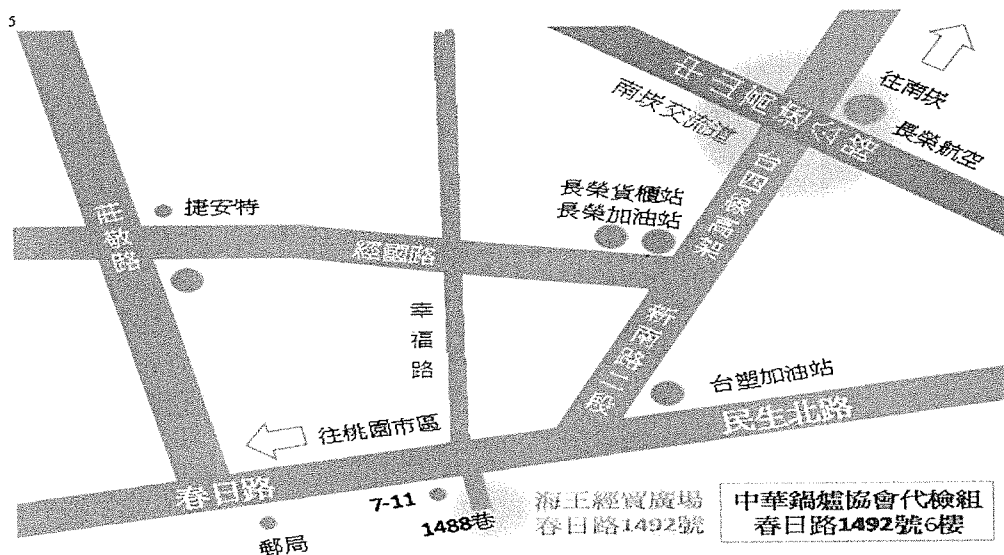 5
往南崁
長榮航空
中山高速公路
南崁交流道
台四線高架
長榮貨櫃站
長榮加油站
捷安特
莊敬路
經國路
幸福路
新南路二段
台塑加油站
民生北路
往桃園市區
春日路
7-11
1488巷
郵局
海王經貿廣場
春日路1492號
中華鍋爐協會代檢組
春日路1492號6樓